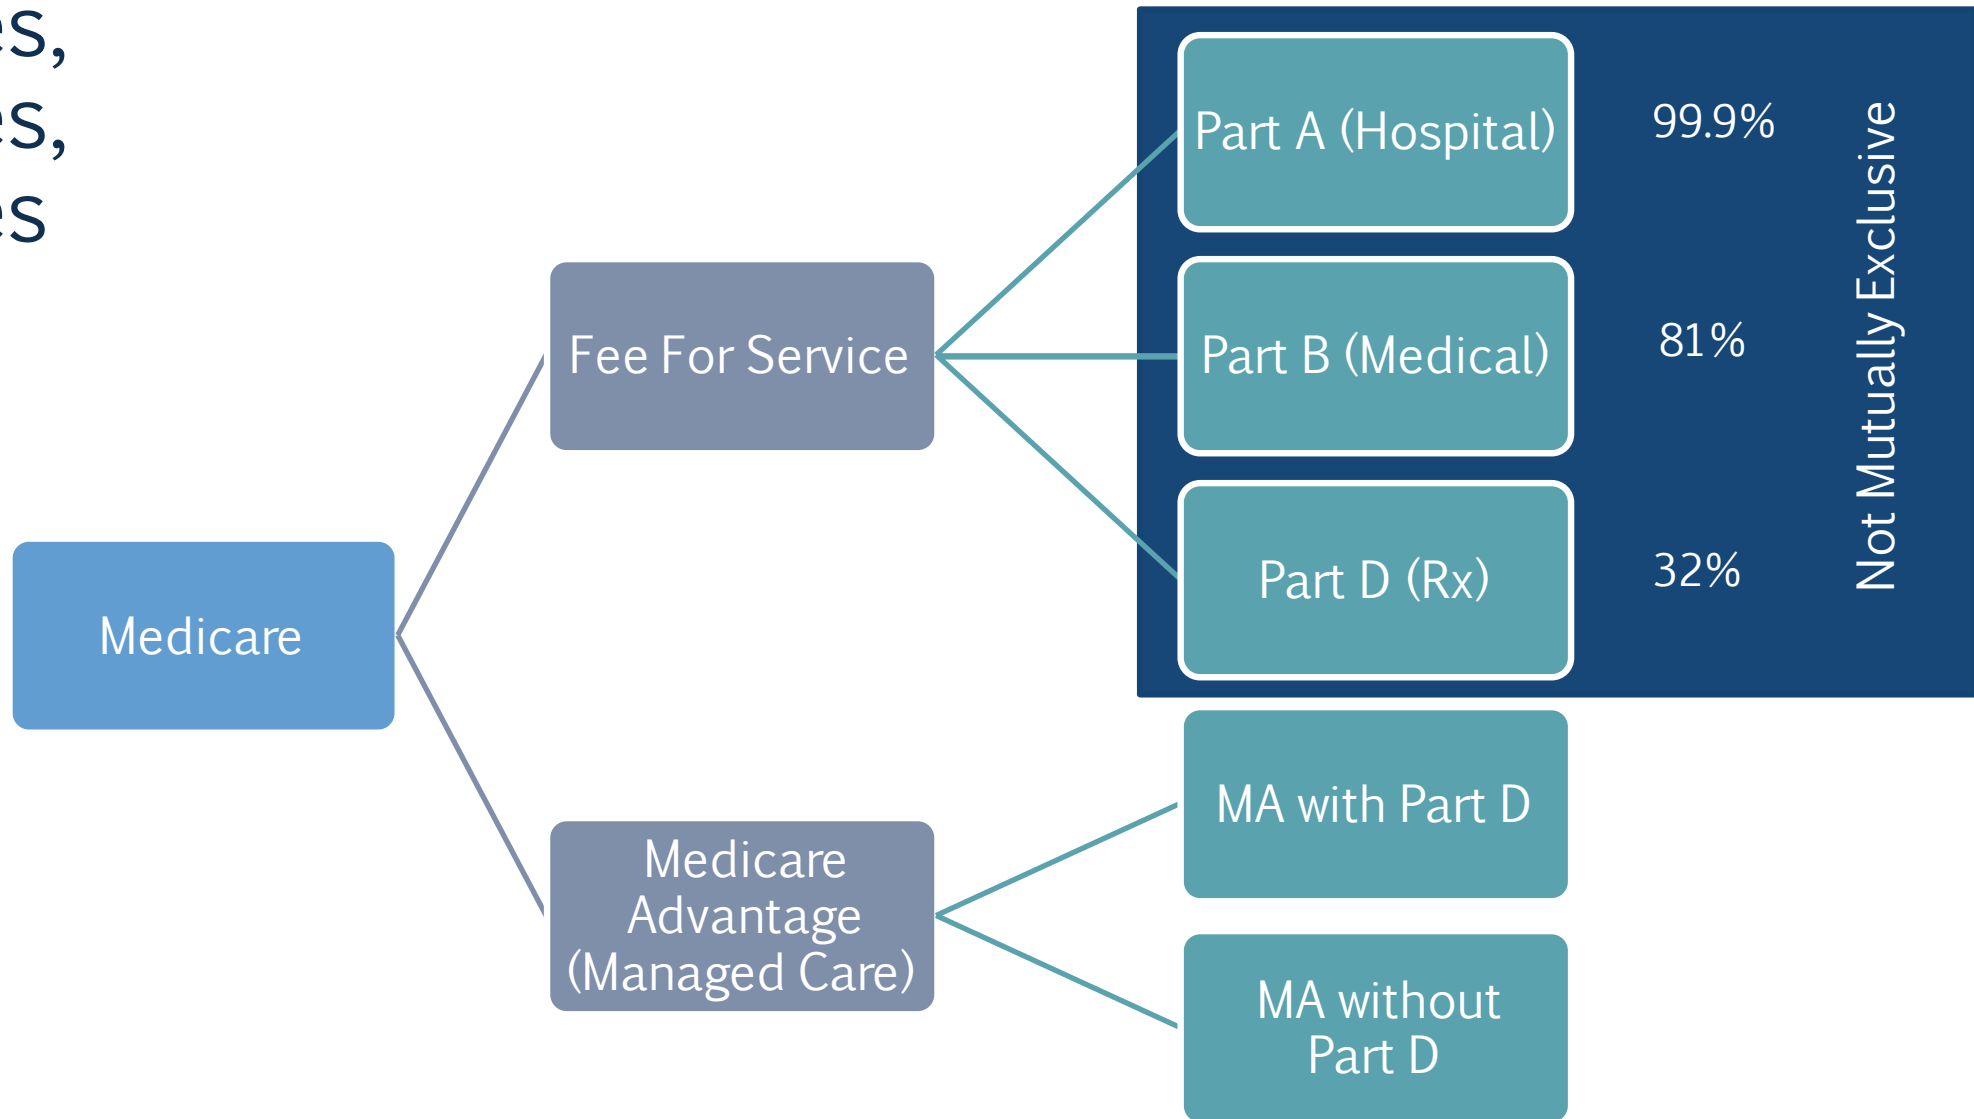 Part A (Hospital)
99.9%
Fee For Service
Part B (Medical)
81%
Part D (Rx)
32%
Not Mutually Exclusive
Medicare
MA with Part D
Medicare
Advantage
(Managed Care)
MA without
Part D